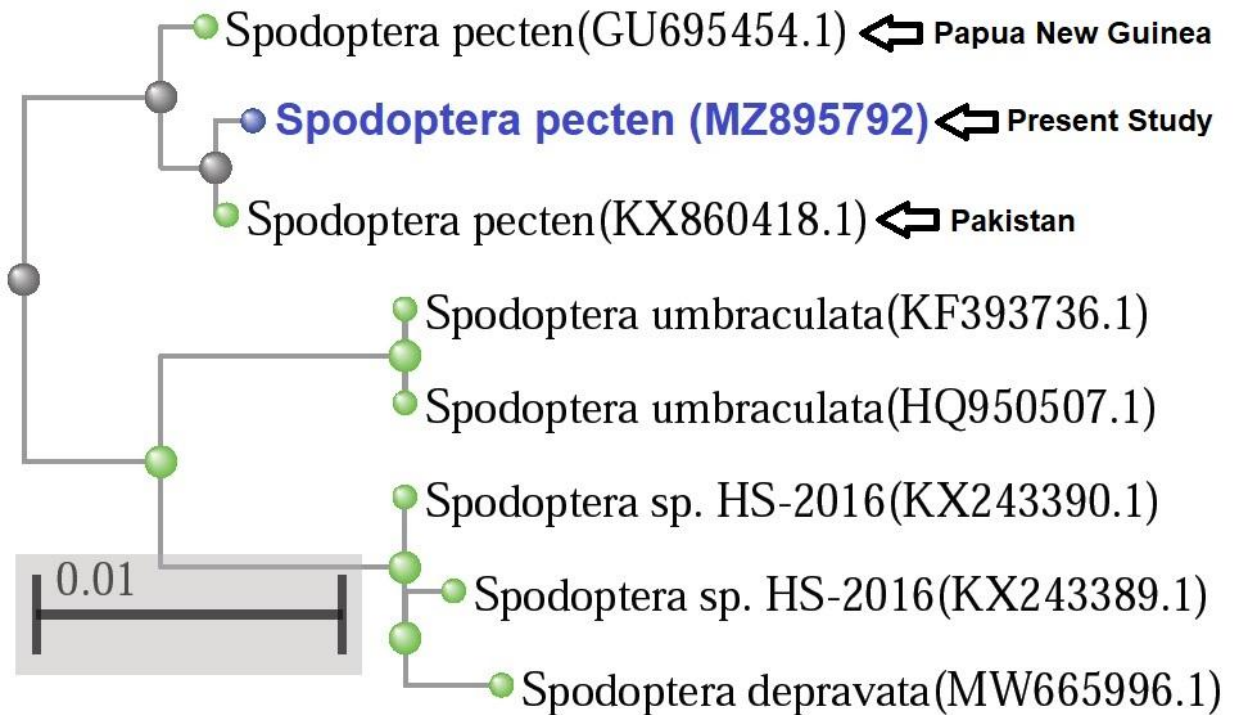 Spodoptera pecten(GU695454.1) Papua New Guinea
Spodoptera pecten (MZ895792) Present Study
Spodoptera pecten(KX860418.1) Pakistan
Spodoptera umbraculata(KF393736.1)
Spodoptera umbraculata(HQ950507.1)
Spodoptera sp. HS-2016(KX243390.1)
0.01
Spodoptera sp. HS-2016(KX243389.1)
Spodoptera depravata(MW665996.1)